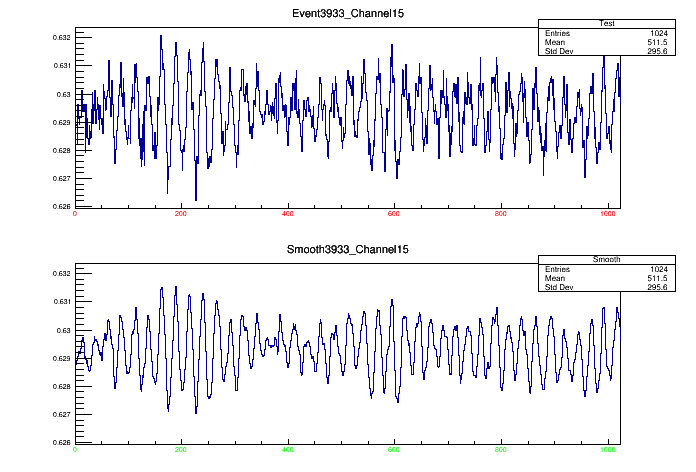 Event3933_Channel15
Test
Entries 1024
Mean 511.5
Std Dev 295.6
0.632
0.631
0.63
0.629
0.628
0.627
0.626
0 200 400 600 800 1000
Smooth3933_Channel15
Smooth
Entries 1024
Mean 511.5
Std Dev 295.6
0.632
0.631
0.63
0.629
0.628
0.627
0.626
0 200 400 600 800 1000